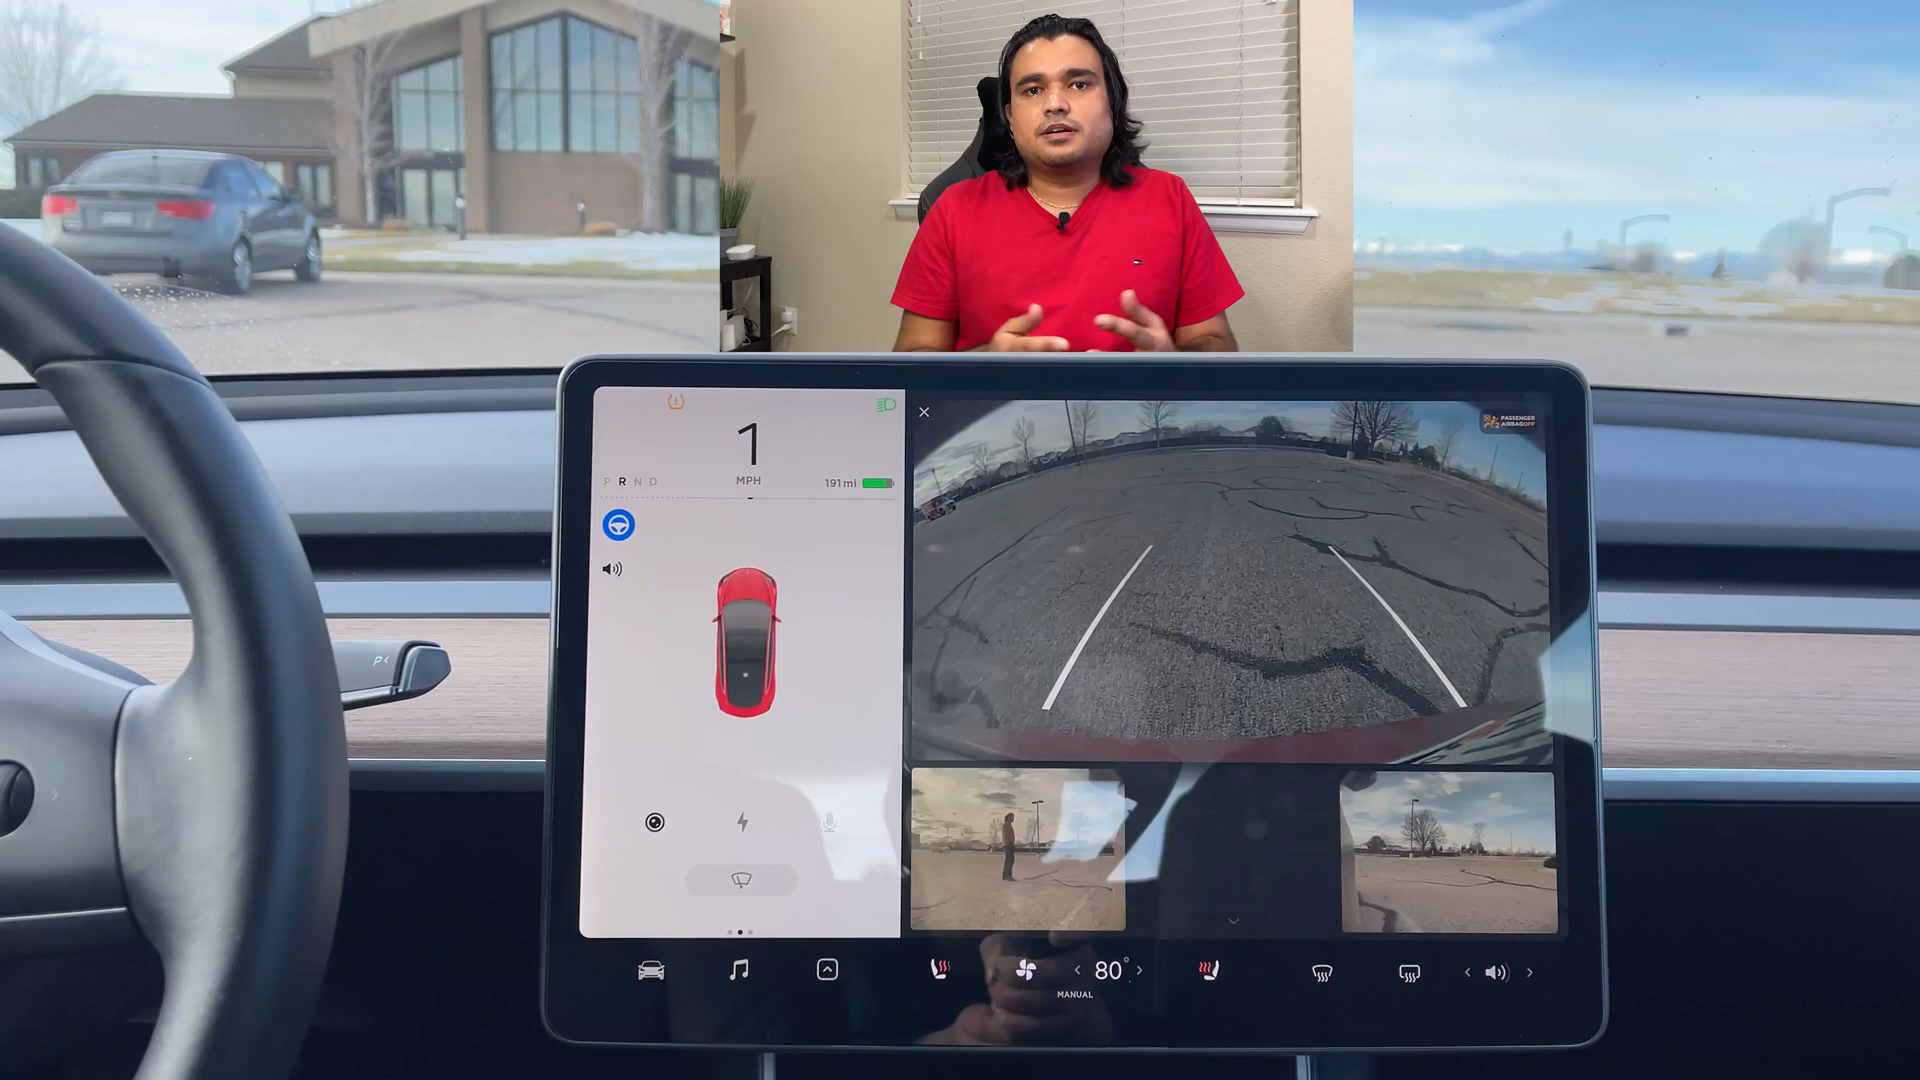 PASSENGER
AIRBAG OFF
1
P R N D
MPH
191 mi
P
80°
MANUAL